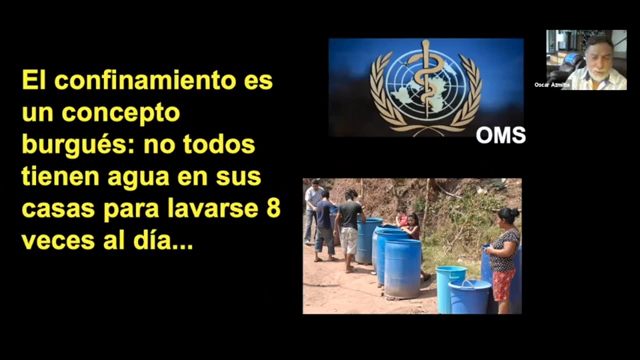 El confinamiento es
un concepto
burgués: no todos
tienen agua en sus
casas para lavarse 8
veces al día...
OMS